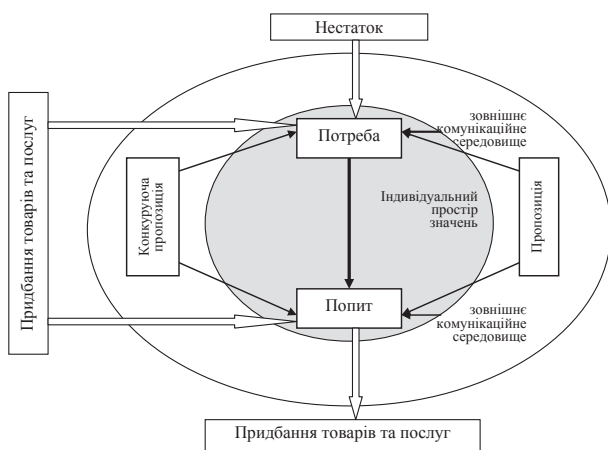 Нестаток
Придбання товарів та послуг
зовнішнє
комунікаційне
середовище
Потреба
Конкуруюча
пропозиція
Індивідуальний
простір
значень
Пропозиція
Попит
зовнішнє
комунікаційне
середовище
Придбання товарів та послуг